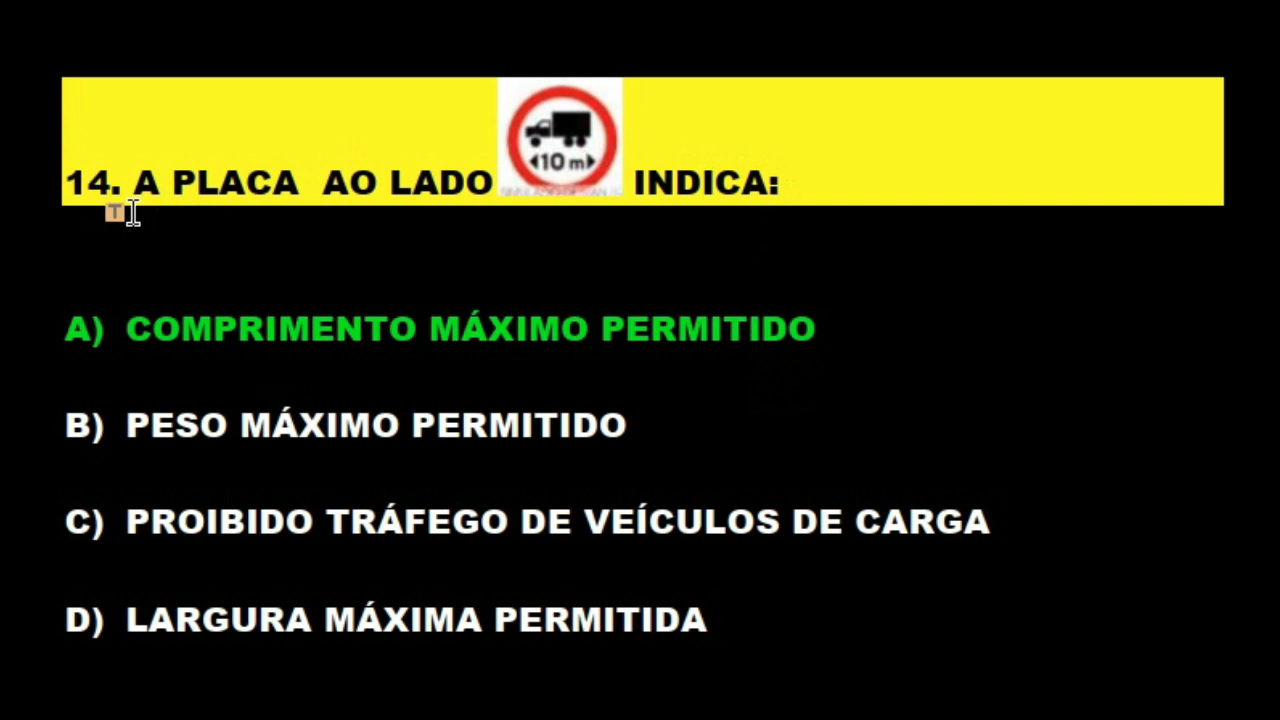 14. A PLACA AO LADO 10 m INDICA:
T
A) COMPRIMENTO MÁXIMO PERMITIDO
B) PESO MÁXIMO PERMITIDO
C) PROIBIDO TRÁFEGO DE VEÍCULOS DE CARGA
D) LARGURA MÁXIMA PERMITIDA